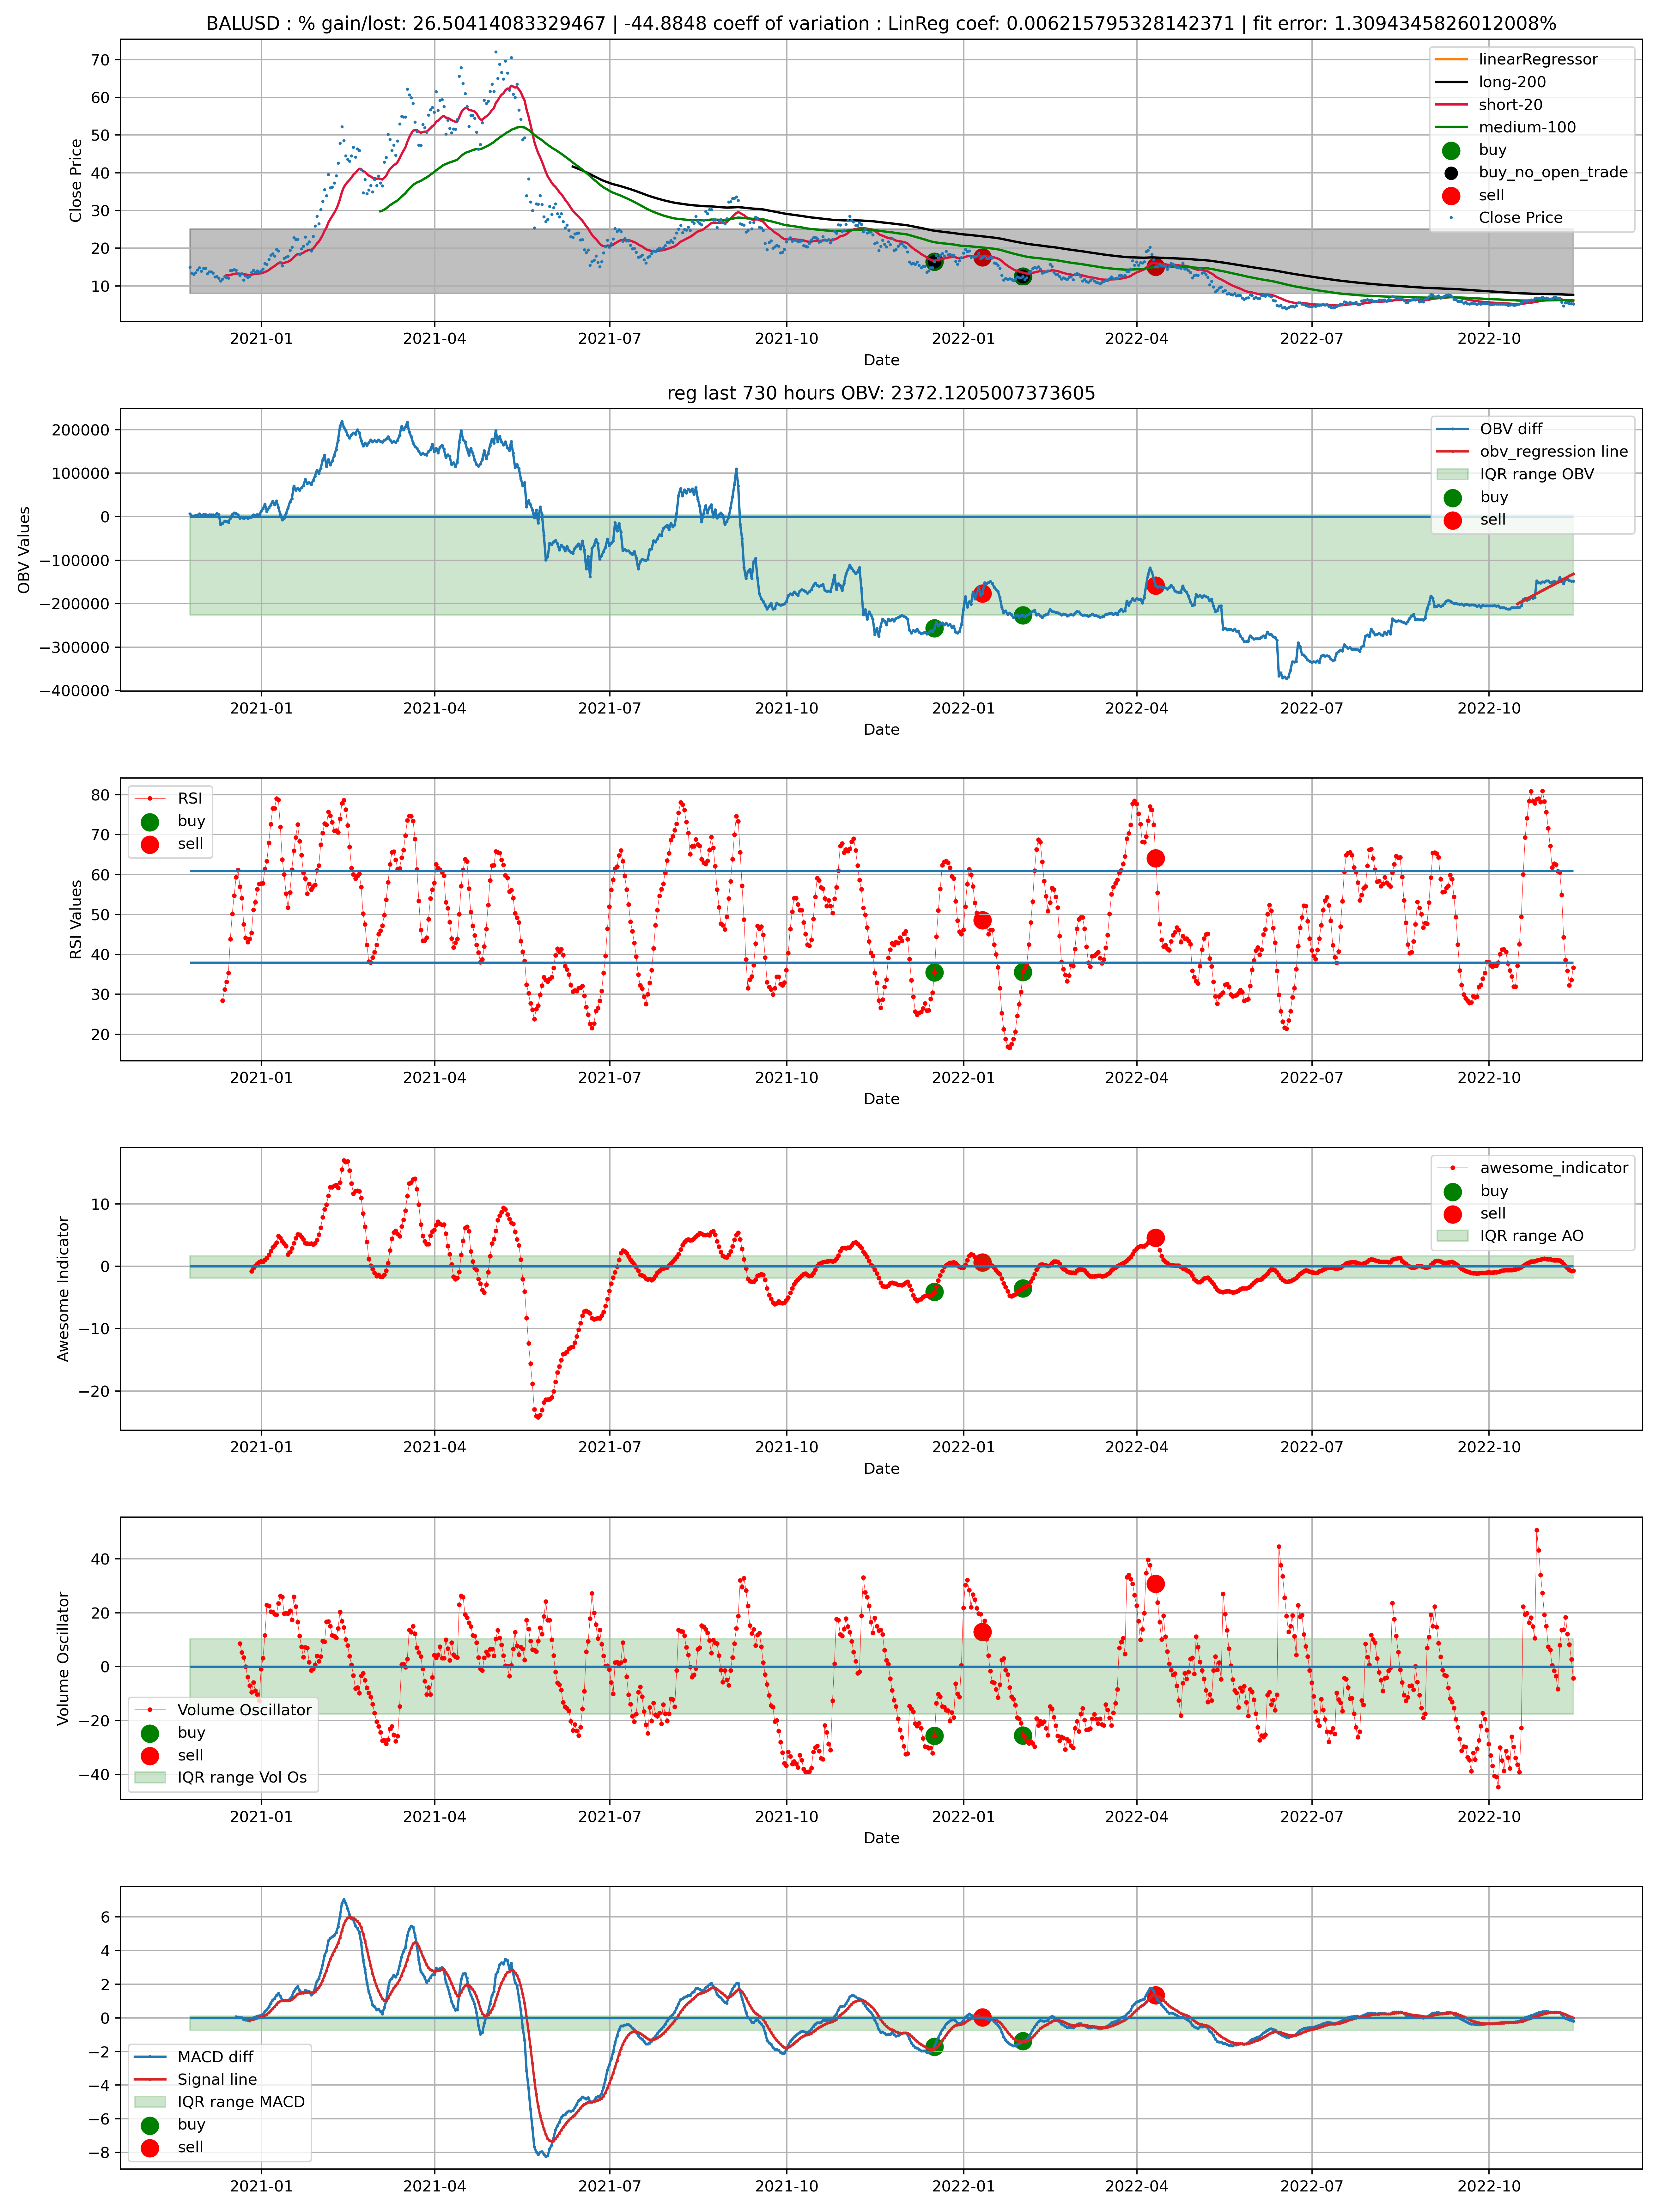 BALUSD : % gain/lost: 26.50414083329467 | -44.8848 coeff of variation : LinReg coef: 0.006215795328142371 | fit error: 1.3094345826012008%
Close Price
70
60
50
40
30
20
10
linearRegressor
long-200
short-20
medium-100
buy
buy_no_open_trade
sell
Close Price
2021-01 2021-04 2021-07 2021-10 2022-01 2022-04 2022-07 2022-10
Date
reg last 730 hours OBV: 2372.1205007373605
OBV Values
200000
100000
0
−100000
−200000
−300000
−400000
OBV diff
obv_regression line
IQR range OBV
buy
sell
2021-01 2021-04 2021-07 2021-10 2022-01 2022-04 2022-07 2022-10
Date
RSI Values
80
70
60
50
40
30
20
RSI
buy
sell
2021-01 2021-04 2021-07 2021-10 2022-01 2022-04 2022-07 2022-10
Date
Awesome Indicator
10
0
−10
−20
awesome_indicator
buy
sell
IQR range AO
2021-01 2021-04 2021-07 2021-10 2022-01 2022-04 2022-07 2022-10
Date
Volume Oscillator
40
20
0
−20
−40
Volume Oscillator
buy
sell
IQR range Vol Os
2021-01 2021-04 2021-07 2021-10 2022-01 2022-04 2022-07 2022-10
Date
6
4
2
0
−2
−4
−6
−8
MACD diff
Signal line
IQR range MACD
buy
sell
2021-01 2021-04 2021-07 2021-10 2022-01 2022-04 2022-07 2022-10